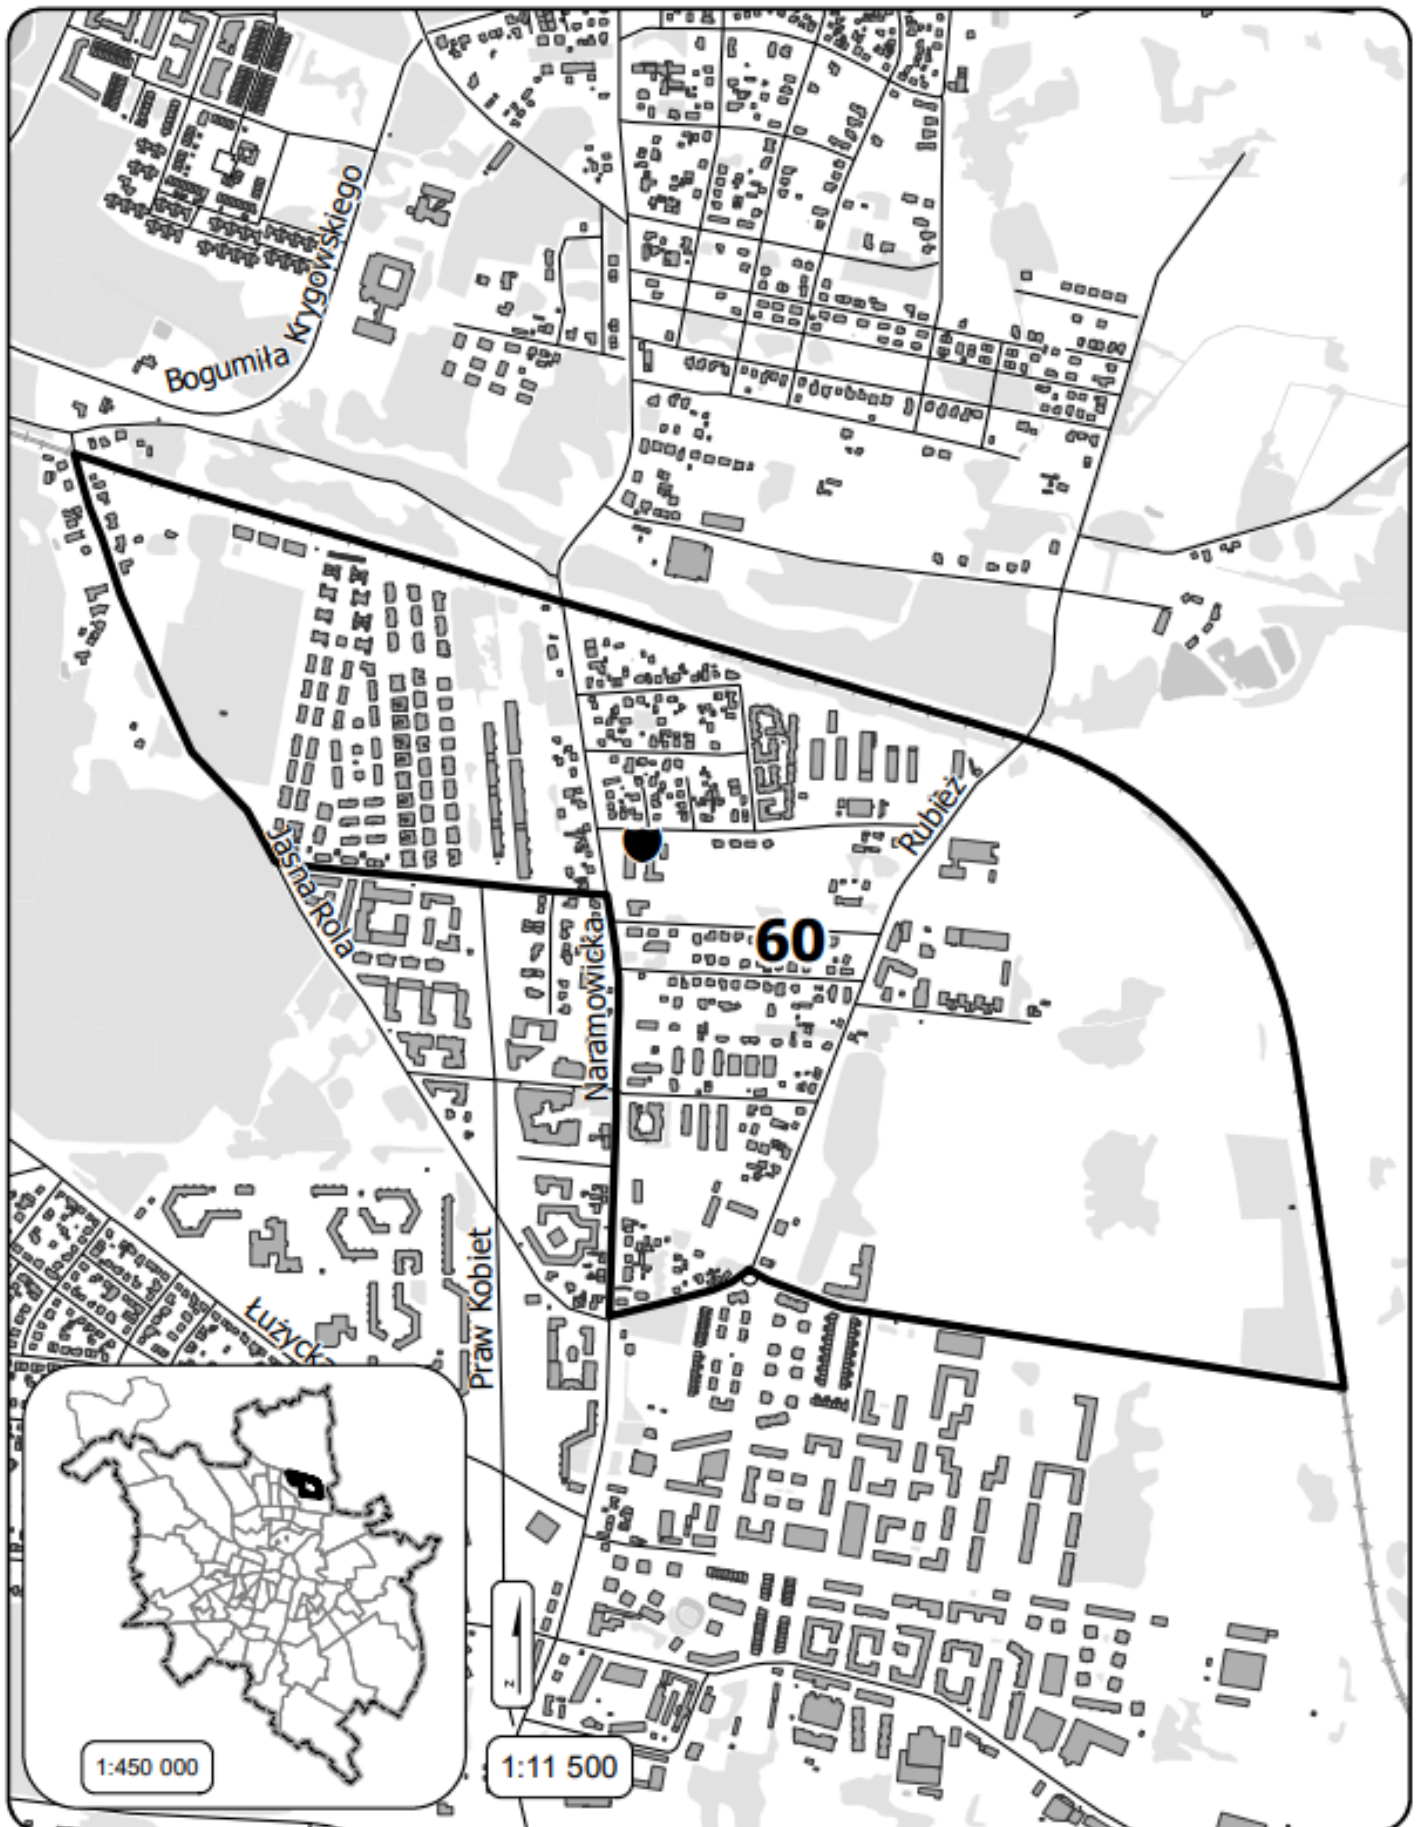 Bogumiła Krygowskiego
Jasna Rola
Rubież
60
Naramowicka
Praw Kobiet
Łużycka
1:450 000
z
1:11 500